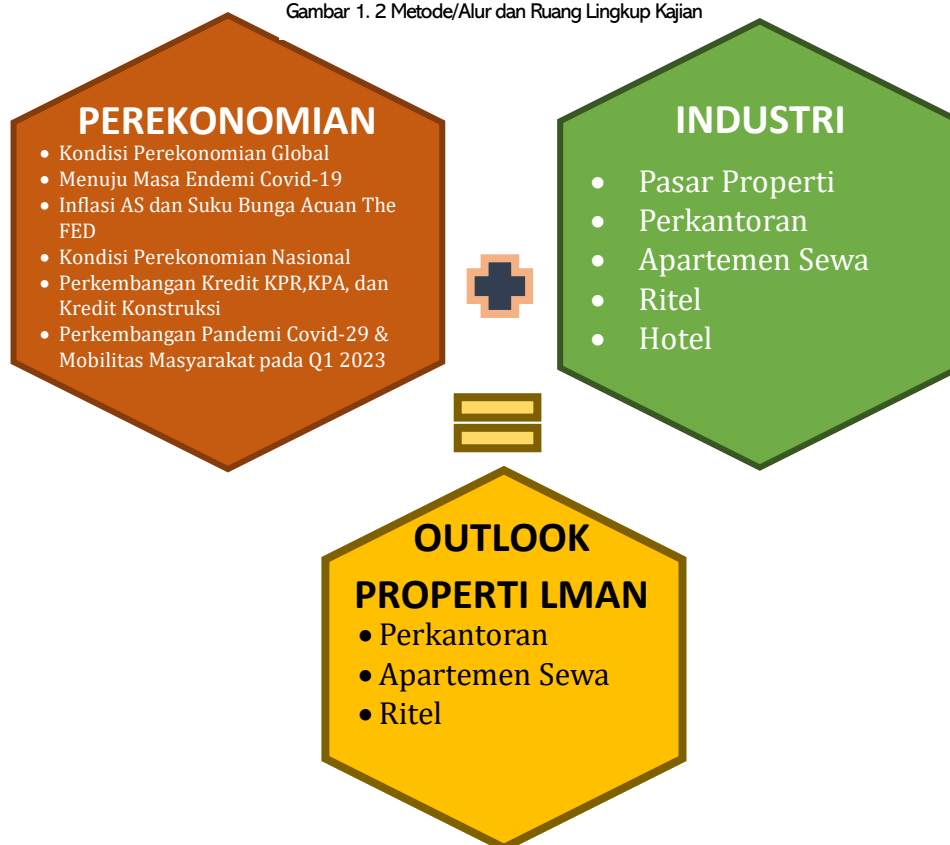 Gambar 1. 2 Metode/Alur dan Ruang Lingkup Kajian
PEREKONOMIAN
• Kondisi Perekonomian Global
• Menuju Masa Endemi Covid-19
• Inflasi AS dan Suku Bunga Acuan The
FED
• Kondisi Perekonomian Nasional
• Perkembangan Kredit KPR,KPA, dan
Kredit Konstruksi
• Perkembangan Pandemi Covid-29 &
Mobilitas Masyarakat pada Q1 2023
INDUSTRI
• Pasar Properti
• Perkantoran
• Apartemen Sewa
• Ritel
• Hotel
OUTLOOK
PROPERTI LMAN
• Perkantoran
• Apartemen Sewa
• Ritel